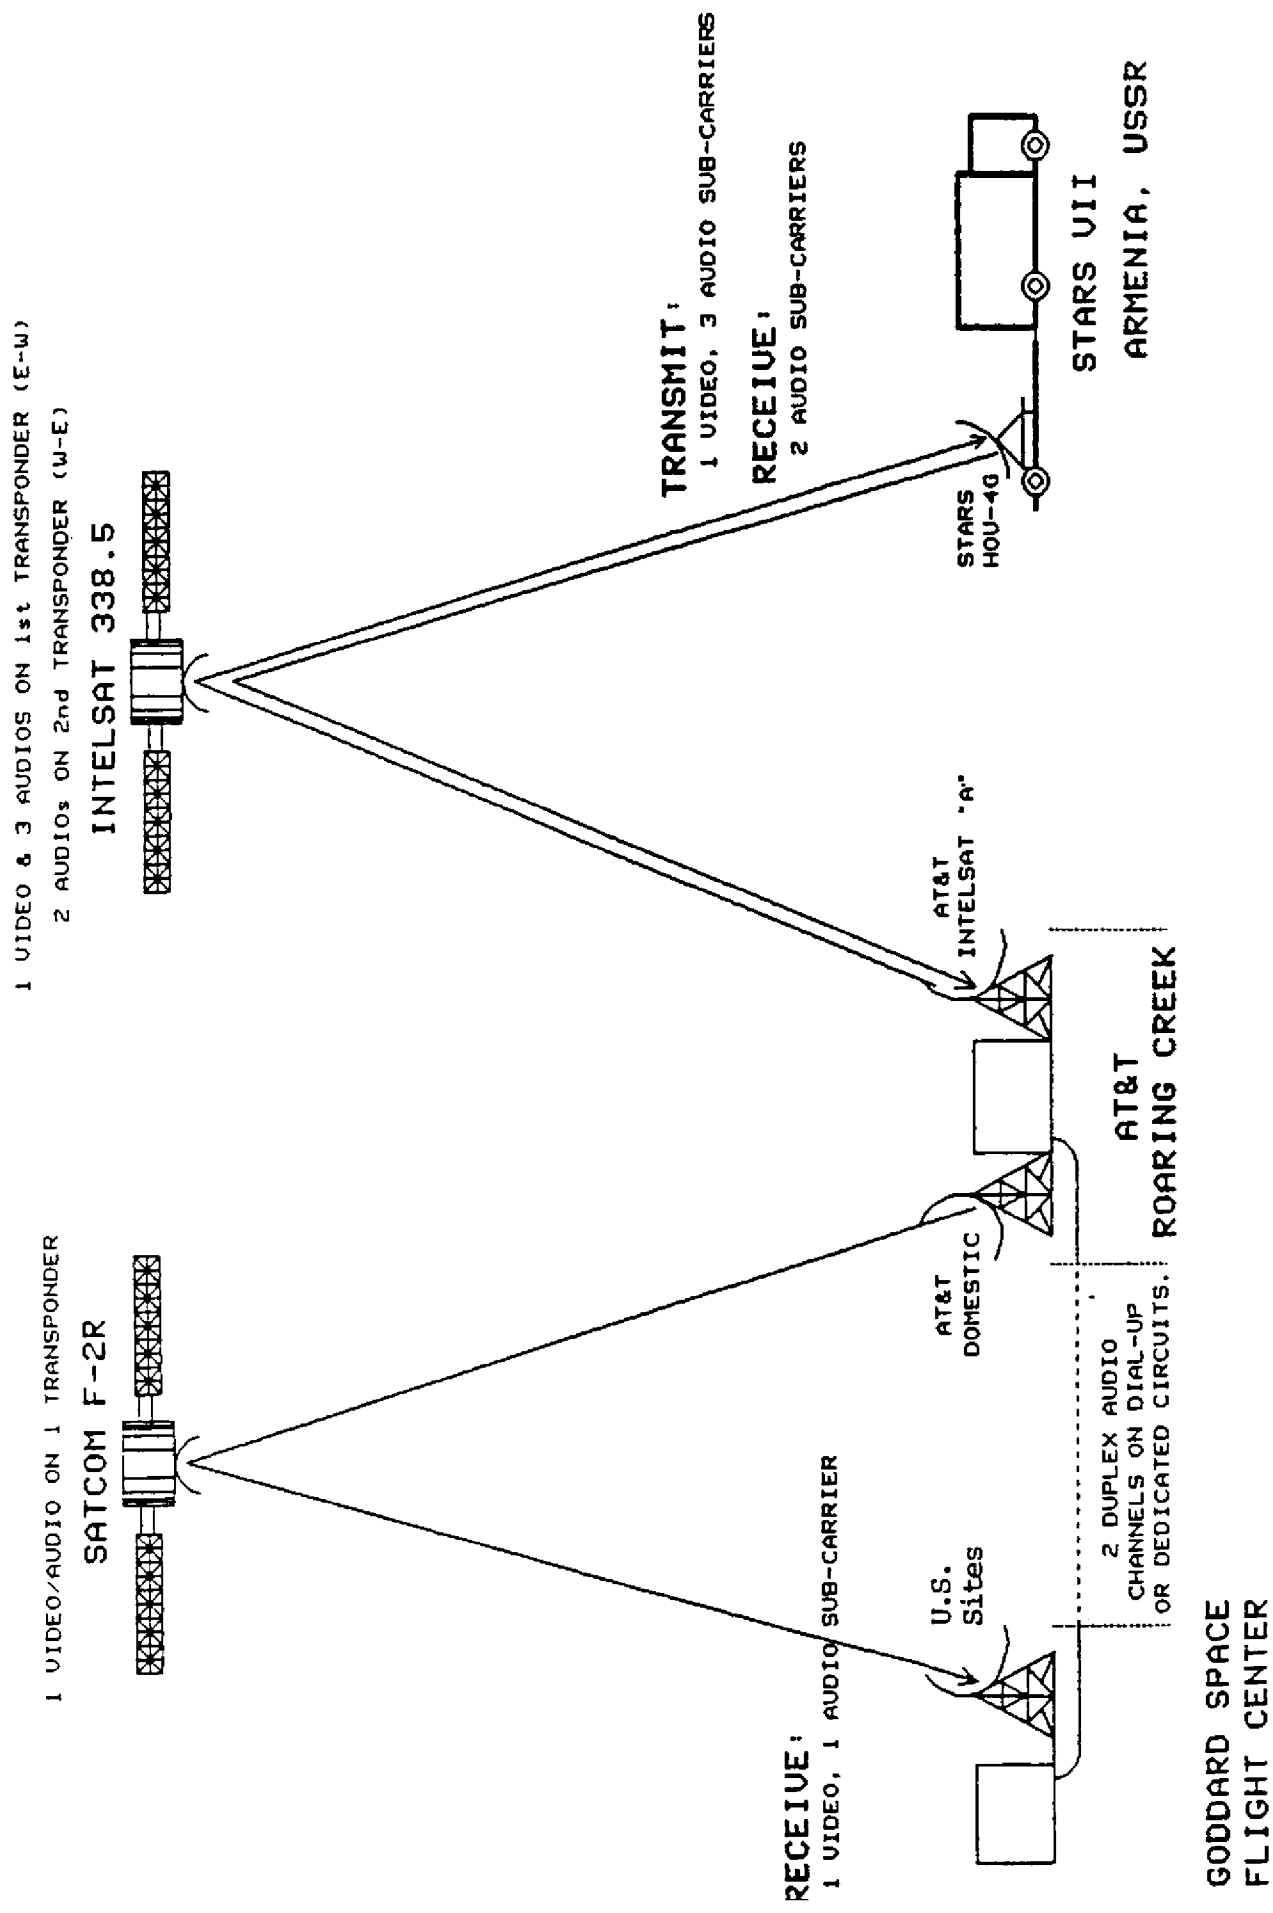 1 VIDEO & 3 AUDIOS ON 1st TRANSPONDER (E-W)
2 AUDIOs ON 2nd TRANSPONDER (W-E)
INTELSAT 338.5
1 VIDEO/AUDIO ON 1 TRANSPONDER
SATCOM F-2R
TRANSMIT:
1 VIDEO, 3 AUDIO SUB-CARRIERS
RECEIVE:
2 AUDIO SUB-CARRIERS
RECEIVE:
1 VIDEO, 1 AUDIO SUB-CARRIER
U.S.
Sites
AT&T
DOMESTIC
AT&T
INTELSAT "A"
STARS
HOU-4G
STARS VII
ARMENIA, USSR
2 DUPLEX AUDIO
CHANNELS ON DIAL-UP
OR DEDICATED CIRCUITS.
AT&T
ROARING CREEK
GODDARD SPACE
FLIGHT CENTER